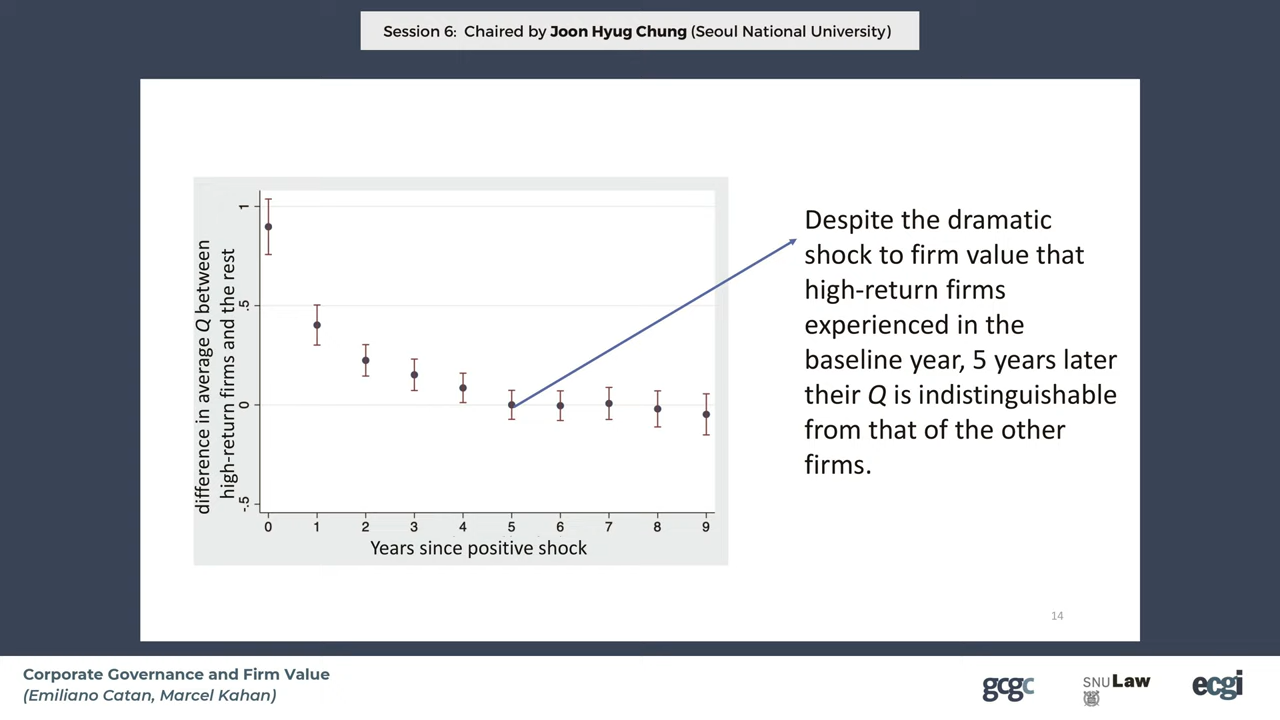 Session 6: Chaired by Joon Hyug Chung (Seoul National University)
difference in average Q between
high-return firms and the rest
1
.5
0
-.5
0 1 2 3 4 5 6 7 8 9
Years since positive shock
Despite the dramatic
shock to firm value that
high-return firms
experienced in the
baseline year, 5 years later
their Q is indistinguishable
from that of the other
firms.
14
Corporate Governance and Firm Value
(Emiliano Catan, Marcel Kahan)
gcgc
SNU Law
ecgi